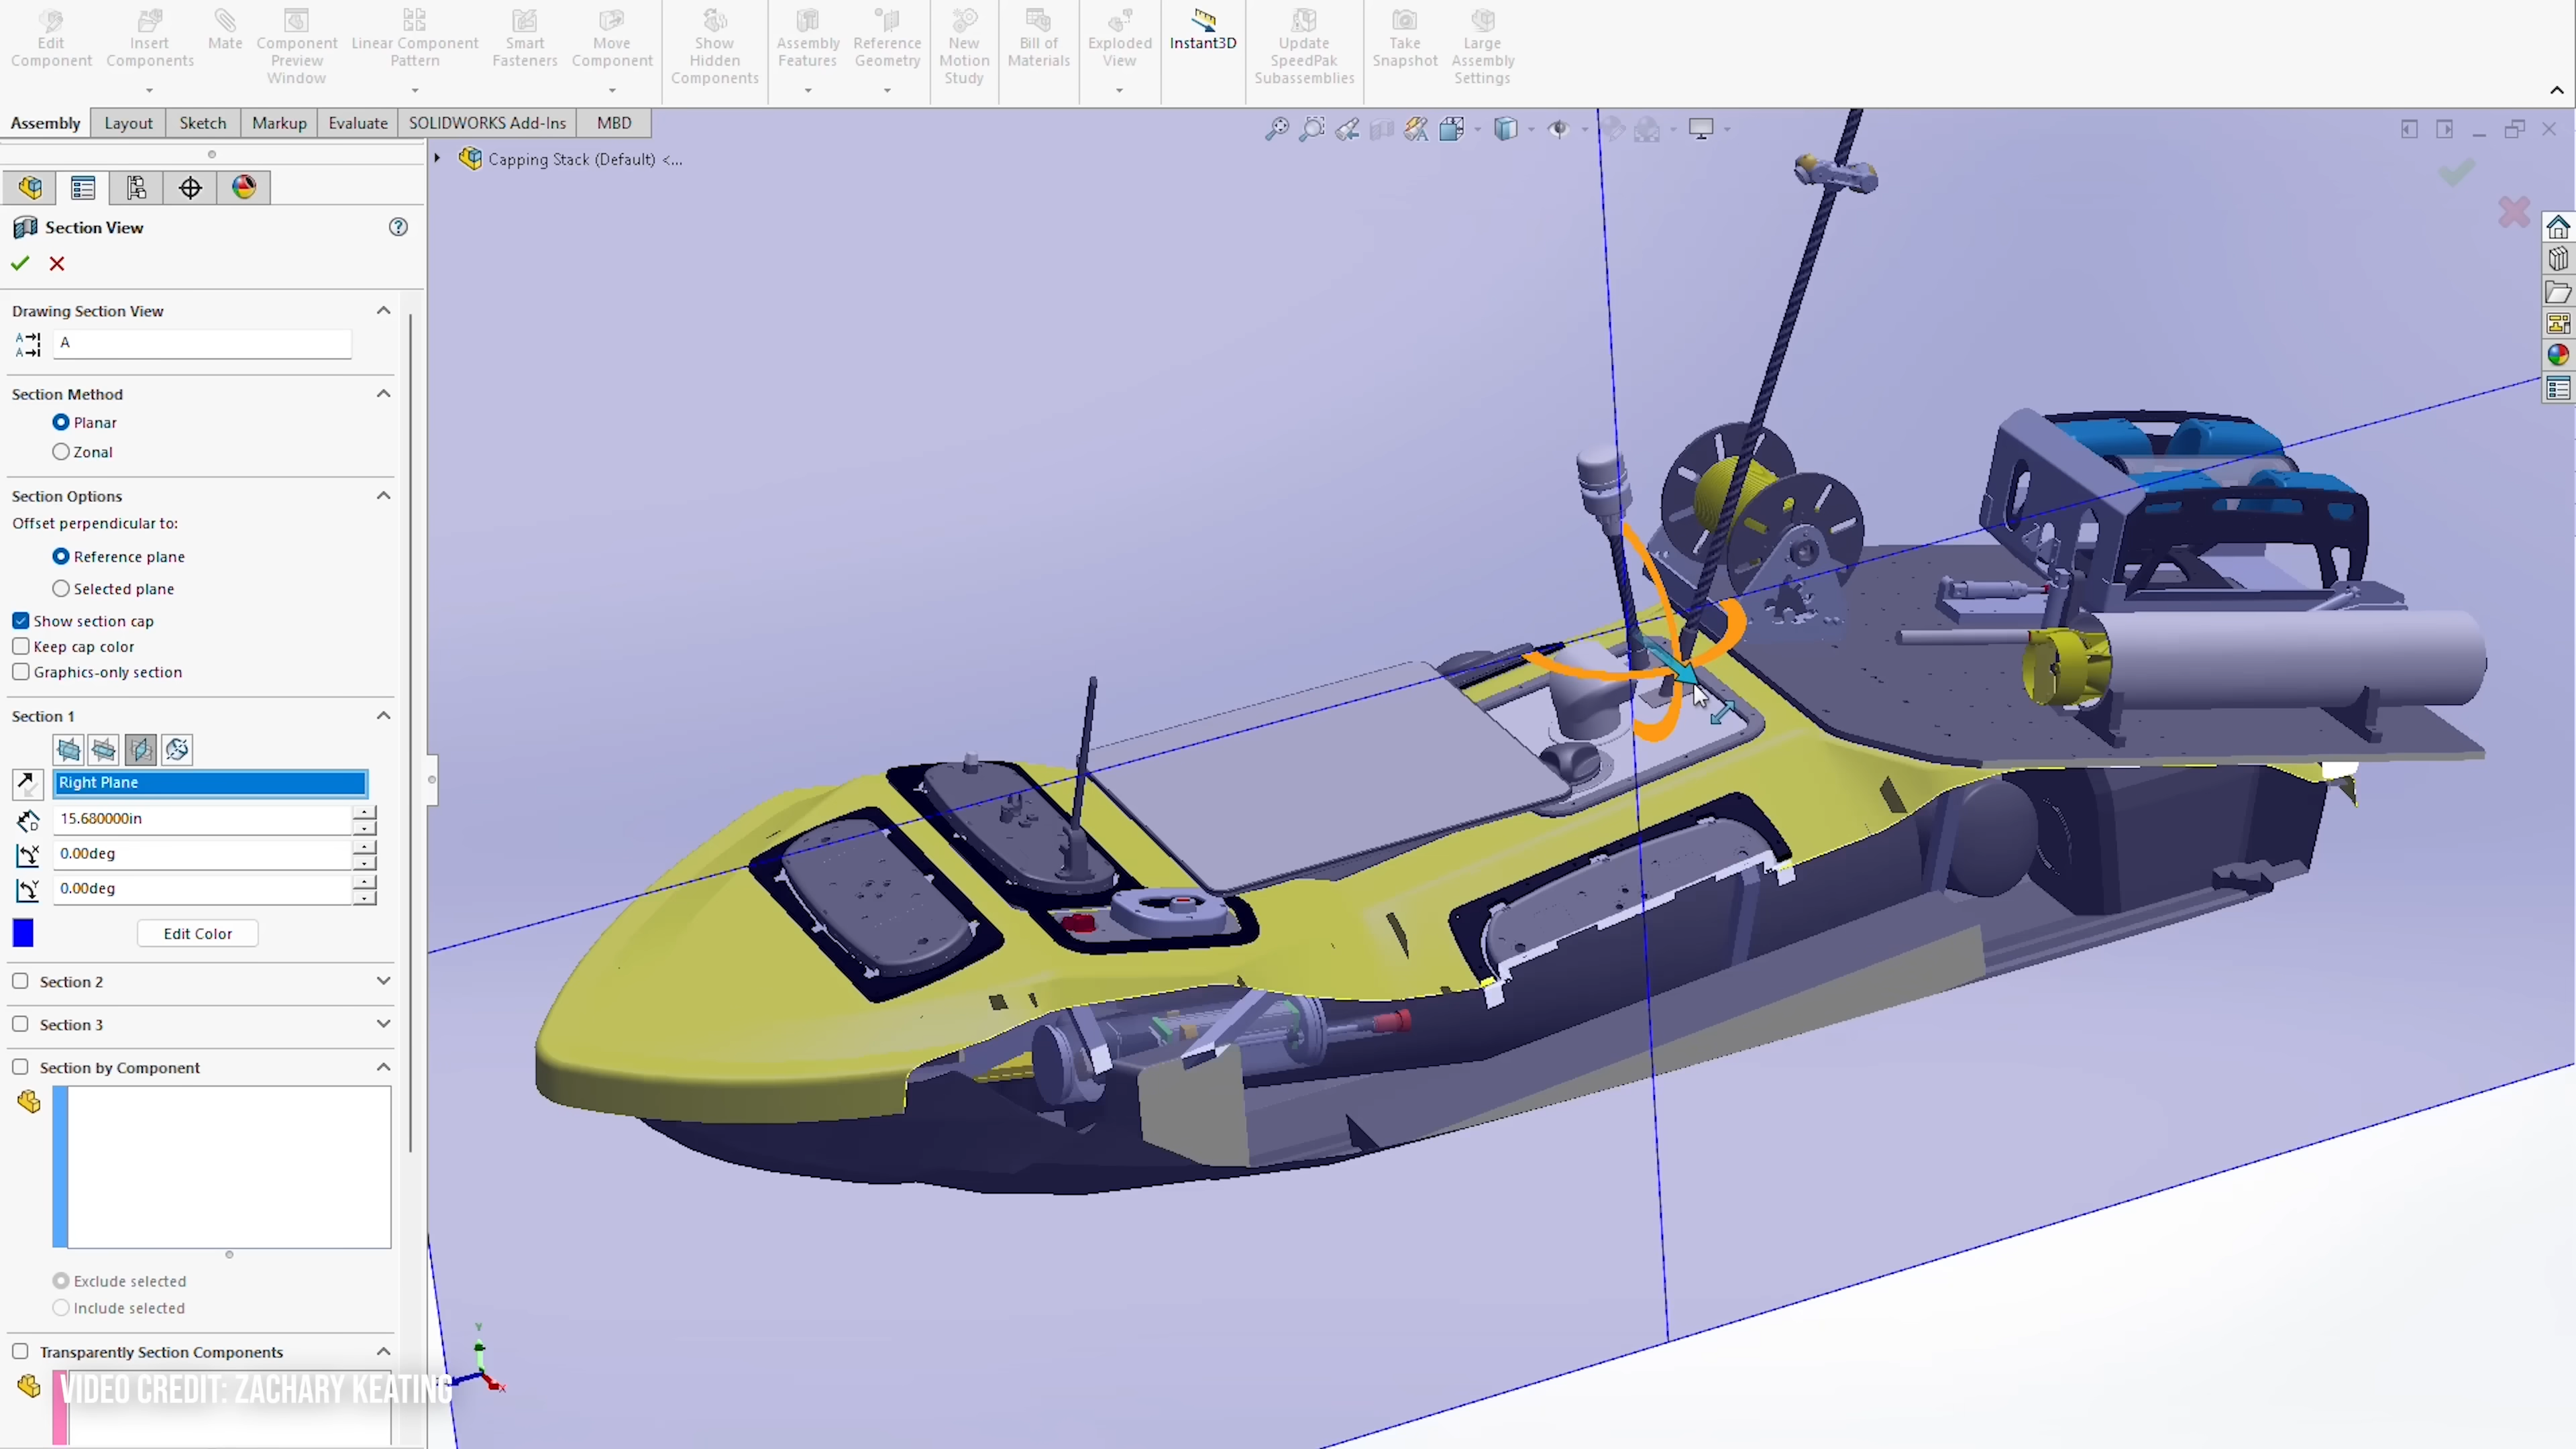 Edit
Component
Insert
Components
Mate
Component
Preview
Window
Linear Component
Pattern
Smart
Fasteners
Move
Component
Show
Hidden
Components
Assembly
Features
Reference
Geometry
New
Motion
Study
Bill of
Materials
Exploded
View
Instant3D
Update
SpeedPak
Subassemblies
Take
Snapshot
Large
Assembly
Settings
Assembly Layout Sketch Markup Evaluate SOLIDWORKS Add-Ins MBD
Capping Stack (Default) <...
Section View
Drawing Section View
A
Section Method
Planar
Zonal
Section Options
Offset perpendicular to:
Reference plane
Selected plane
Show section cap
Keep cap color
Graphics-only section
Section 1
Right Plane
15.680000in
0.00deg
0.00deg
Edit Color
Section 2
Section 3
Section by Component
Exclude selected
Include selected
Transparently Section Components
VIDEO CREDIT: ZACHARY KEATING
Y
X